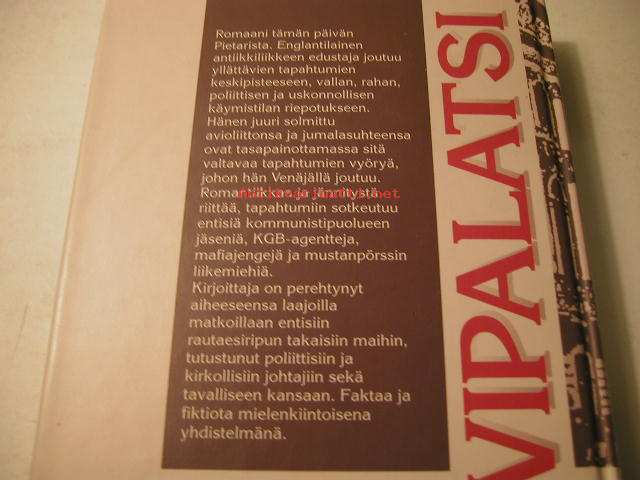 Romaani tämän päivän
Pietarista. Englantilainen
antiikkiliikkeen edustaja joutuu
yllättävien tapahtumien
keskipisteeseen, vallan, rahan,
poliittisen ja uskonnollisen
käymistilan riepotukseen.
Hänen juuri solmittu
avioliittonsa ja jumalasuhteensa
ovat tasapainottamassa sitä
valtavaa tapahtumien vyöryä,
johon hän Venäjällä joutuu.
Romantiikkaa ja jännitystä
riittää, tapahtumiin sotkeutuu
entisiä kommunistipuolueen
jäseniä, KGB-agentteja,
mafiajengejä ja mustanpörssin
liikemiehiä.
Kirjoittaja on perehtynyt
aiheeseensa laajoilla
matkoillaan entisiin
rautaesiripun takaisiin maihin,
tutustunut poliittisiin ja
kirkollisiin johtajiin sekä
tavalliseen kansaan. Faktaa ja
fiktiota mielenkiintoisena
yhdistelmänä.
VIPALATSI